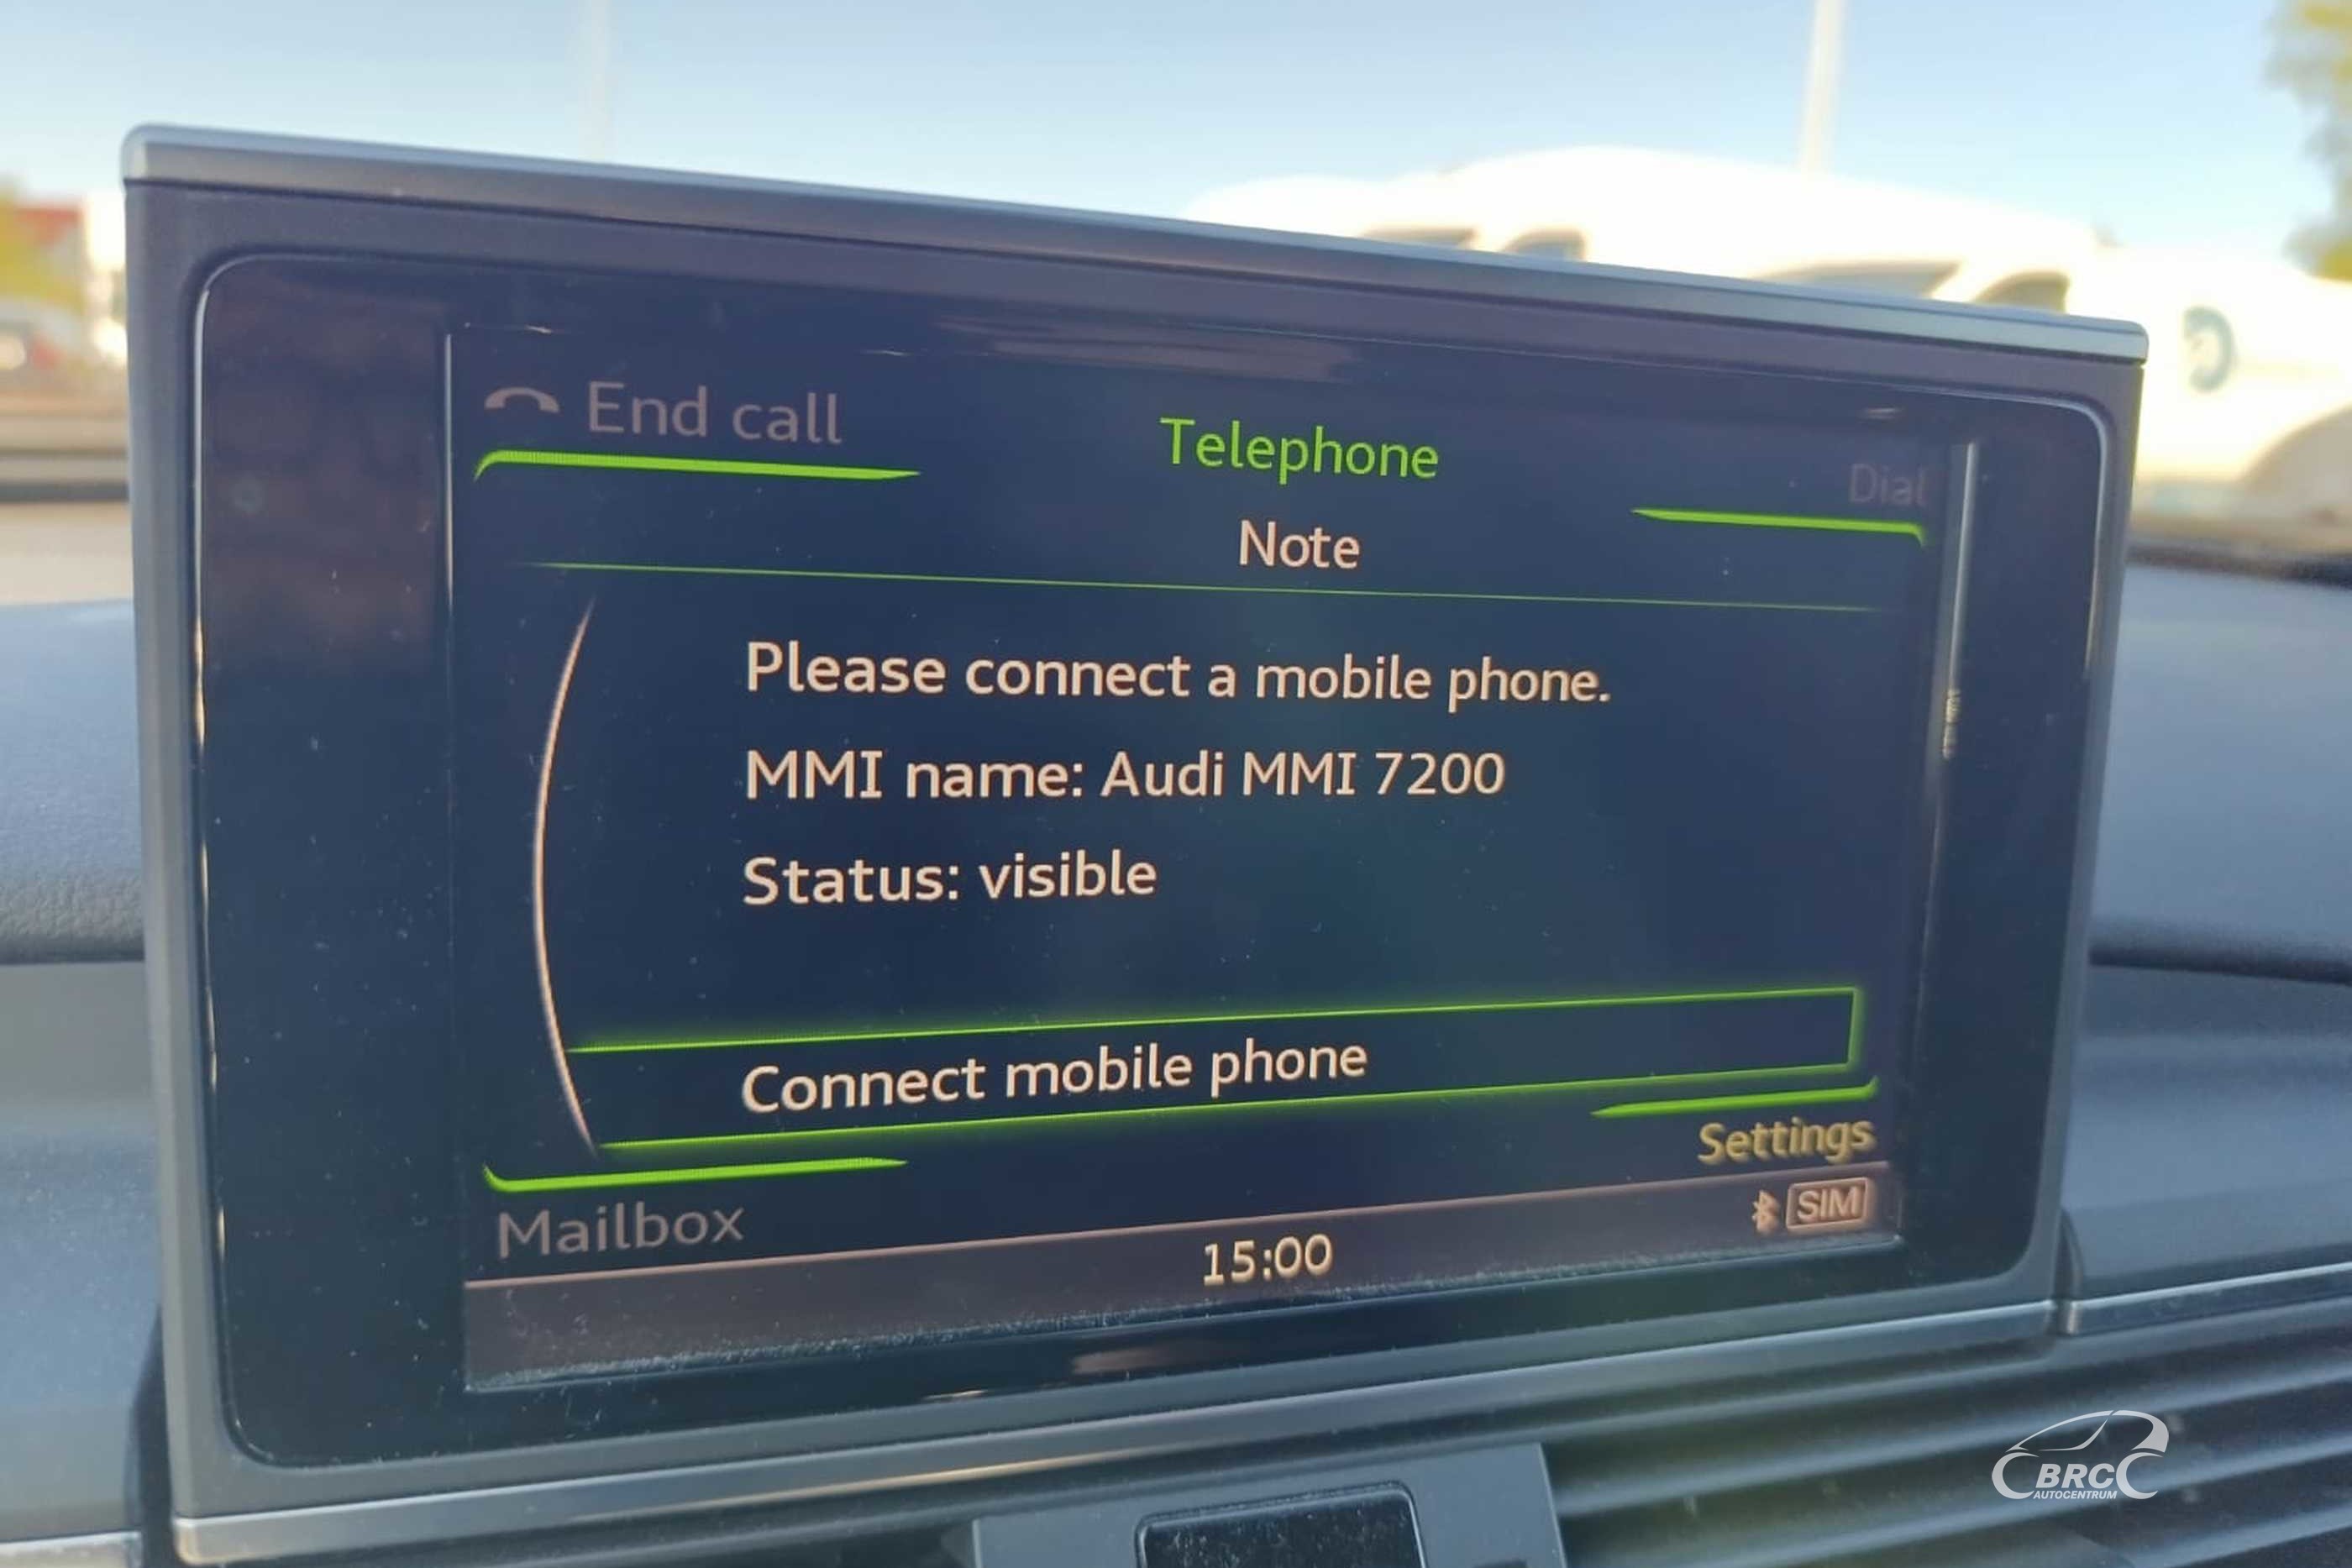 End call
Telephone
Dial
Note
Please connect a mobile phone.
MMI name: Audi MMI 7200
Status: visible
Connect mobile phone
Settings
Mailbox
SIM
15:00
BRC
AUTOCENTRUM